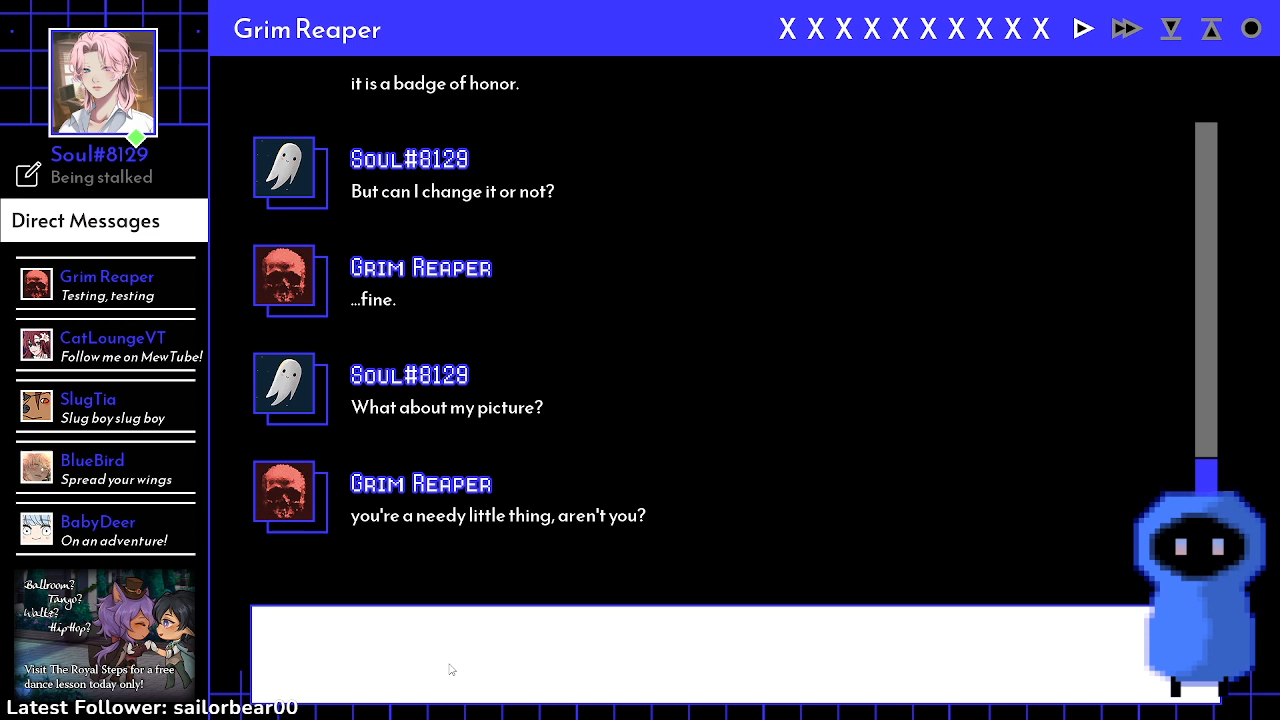 Grim Reaper
X X X X X X X X X X
it is a badge of honor.
Soul#8129
Being stalked
Direct Messages
Grim Reaper
Testing, testing
CatLoungeVT
Follow me on MewTube!
SlugTia
Slug boy slug boy
BlueBird
Spread your wings
BabyDeer
On an adventure!
Ballroom?
Tango?
Waltz?
HipHop?
Visit The Royal Steps for a free
dance lesson today only!
Latest Follower: sailorbear00
Soul#8129
But can I change it or not?
Grim Reaper
...fine.
Soul#8129
What about my picture?
Grim Reaper
you're a needy little thing, aren't you?